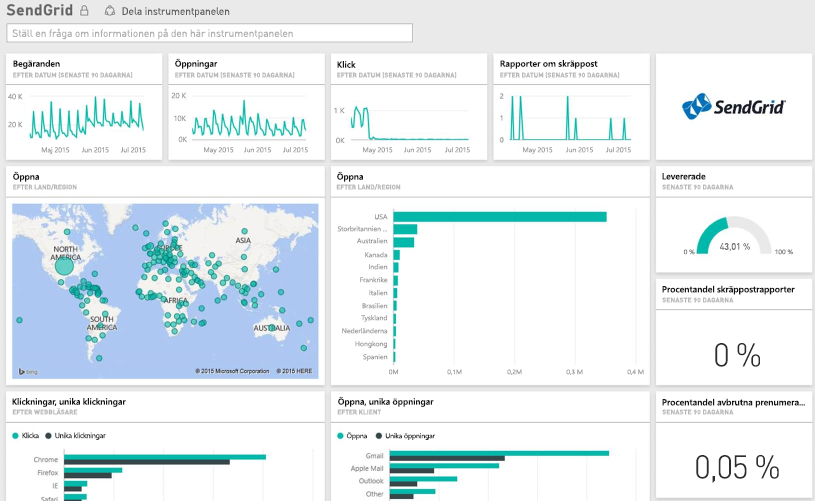 SendGrid
Dela instrumentpanelen
Ställ en fråga om informationen på den här instrumentpanelen
Begäranden
EFTER DATUM (SENASTE 90 DAGARNA)
40 K
20 K
Maj 2015
Jun 2015
Jul 2015
Öppningar
EFTER DATUM (SENASTE 90 DAGARNA)
20 K
10K
0K
May 2015
Jun 2015
Jul 2015
Klick
EFTER DATUM (SENASTE 90 DAGARNA)
1 K
0K
May 2015
Jun 2015
Jul 2015
Rapporter om skräppost
EFTER DATUM (SENASTE 90 DAGARNA)
2
1
0
May 2015
Jun 2015
Jul 2015
SendGrid
Öppna
EFTER LAND/REGION
NORTH
AMERICA
EUROPE
ASIA
AFRICA
SOUTH
AMERICA
AUSTRALIA
bing
© 2015 Microsoft Corporation
© 2015 HERE
Öppna
EFTER LAND/REGION
USA
Storbritannien ...
Australien
Kanada
Indien
Frankrike
Italien
Brasilien
Tyskland
Nederländerna
Hongkong
Spanien
0M
0,1M
0,2M
0,3 M
0,4 M
Levererade
SENASTE 90 DAGARNA
0 %
43,01 %
100 %
Procentandel skräppostrapporter
SENASTE 90 DAGARNA
0 %
Klickningar, unika klickningar
EFTER WEBBLÄSARE
Klicka
Unika klickningar
Chrome
Firefox
IE
Safari
Öppna, unika öppningar
EFTER KLIENT
Öppna
Unika öppningar
Gmail
Apple Mail
Outlook
Other
Procentandel avbrutna prenumera...
SENASTE 90 DAGARNA
0,05 %